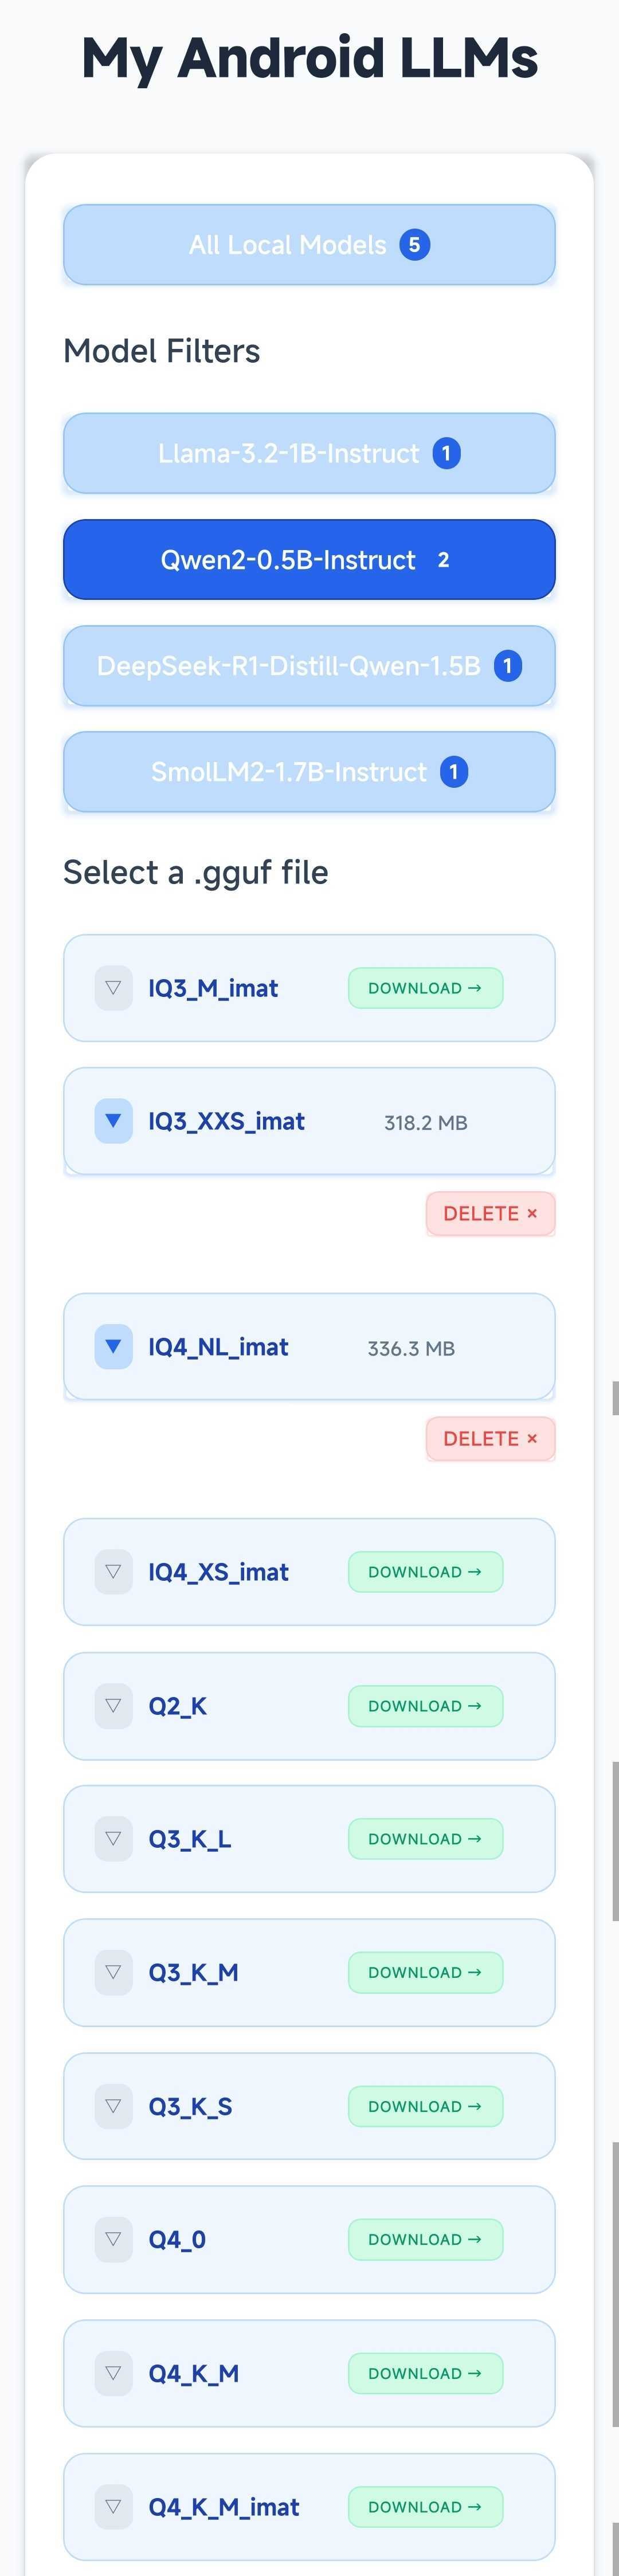 My Android LLMs
All Local Models 5
Model Filters
Llama-3.2-1B-Instruct 1
Qwen2-0.5B-Instruct 2
DeepSeek-R1-Distill-Qwen-1.5B 1
SmolLM2-1.7B-Instruct 1
Select a .gguf file
▽ IQ3_M_imat DOWNLOAD →
▼ IQ3_XXS_imat 318.2 MB
DELETE ×
▼ IQ4_NL_imat 336.3 MB
DELETE ×
▽ IQ4_XS_imat DOWNLOAD →
▽ Q2_K DOWNLOAD →
▽ Q3_K_L DOWNLOAD →
▽ Q3_K_M DOWNLOAD →
▽ Q3_K_S DOWNLOAD →
▽ Q4_0 DOWNLOAD →
▽ Q4_K_M DOWNLOAD →
▽ Q4_K_M_imat DOWNLOAD →